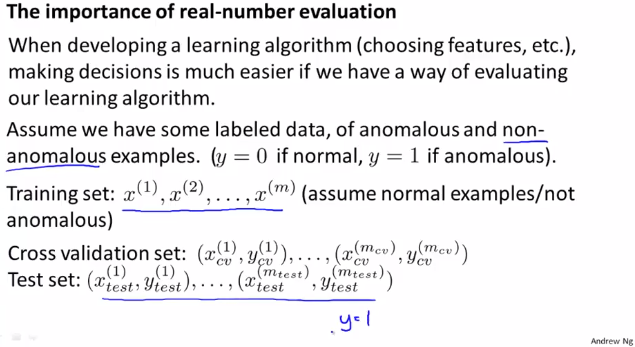 The importance of real-number evaluation
When developing a learning algorithm (choosing features, etc.),
making decisions is much easier if we have a way of evaluating
our learning algorithm.
Assume we have some labeled data, of anomalous and non-
anomalous examples. (y = 0 if normal, y = 1 if anomalous).
Training set: x^{(1)}, x^{(2)}, . . . , x^{(m)} (assume normal examples/not
anomalous)
Cross validation set: (x_{cv}^{(1)}, y_{cv}^{(1)}), . . . , (x_{cv}^{(m_{cv})}, y_{cv}^{(m_{cv})})
Test set: (x_{test}^{(1)}, y_{test}^{(1)}), . . . , (x_{test}^{(m_{test})}, y_{test}^{(m_{test})})
y=1
Andrew Ng